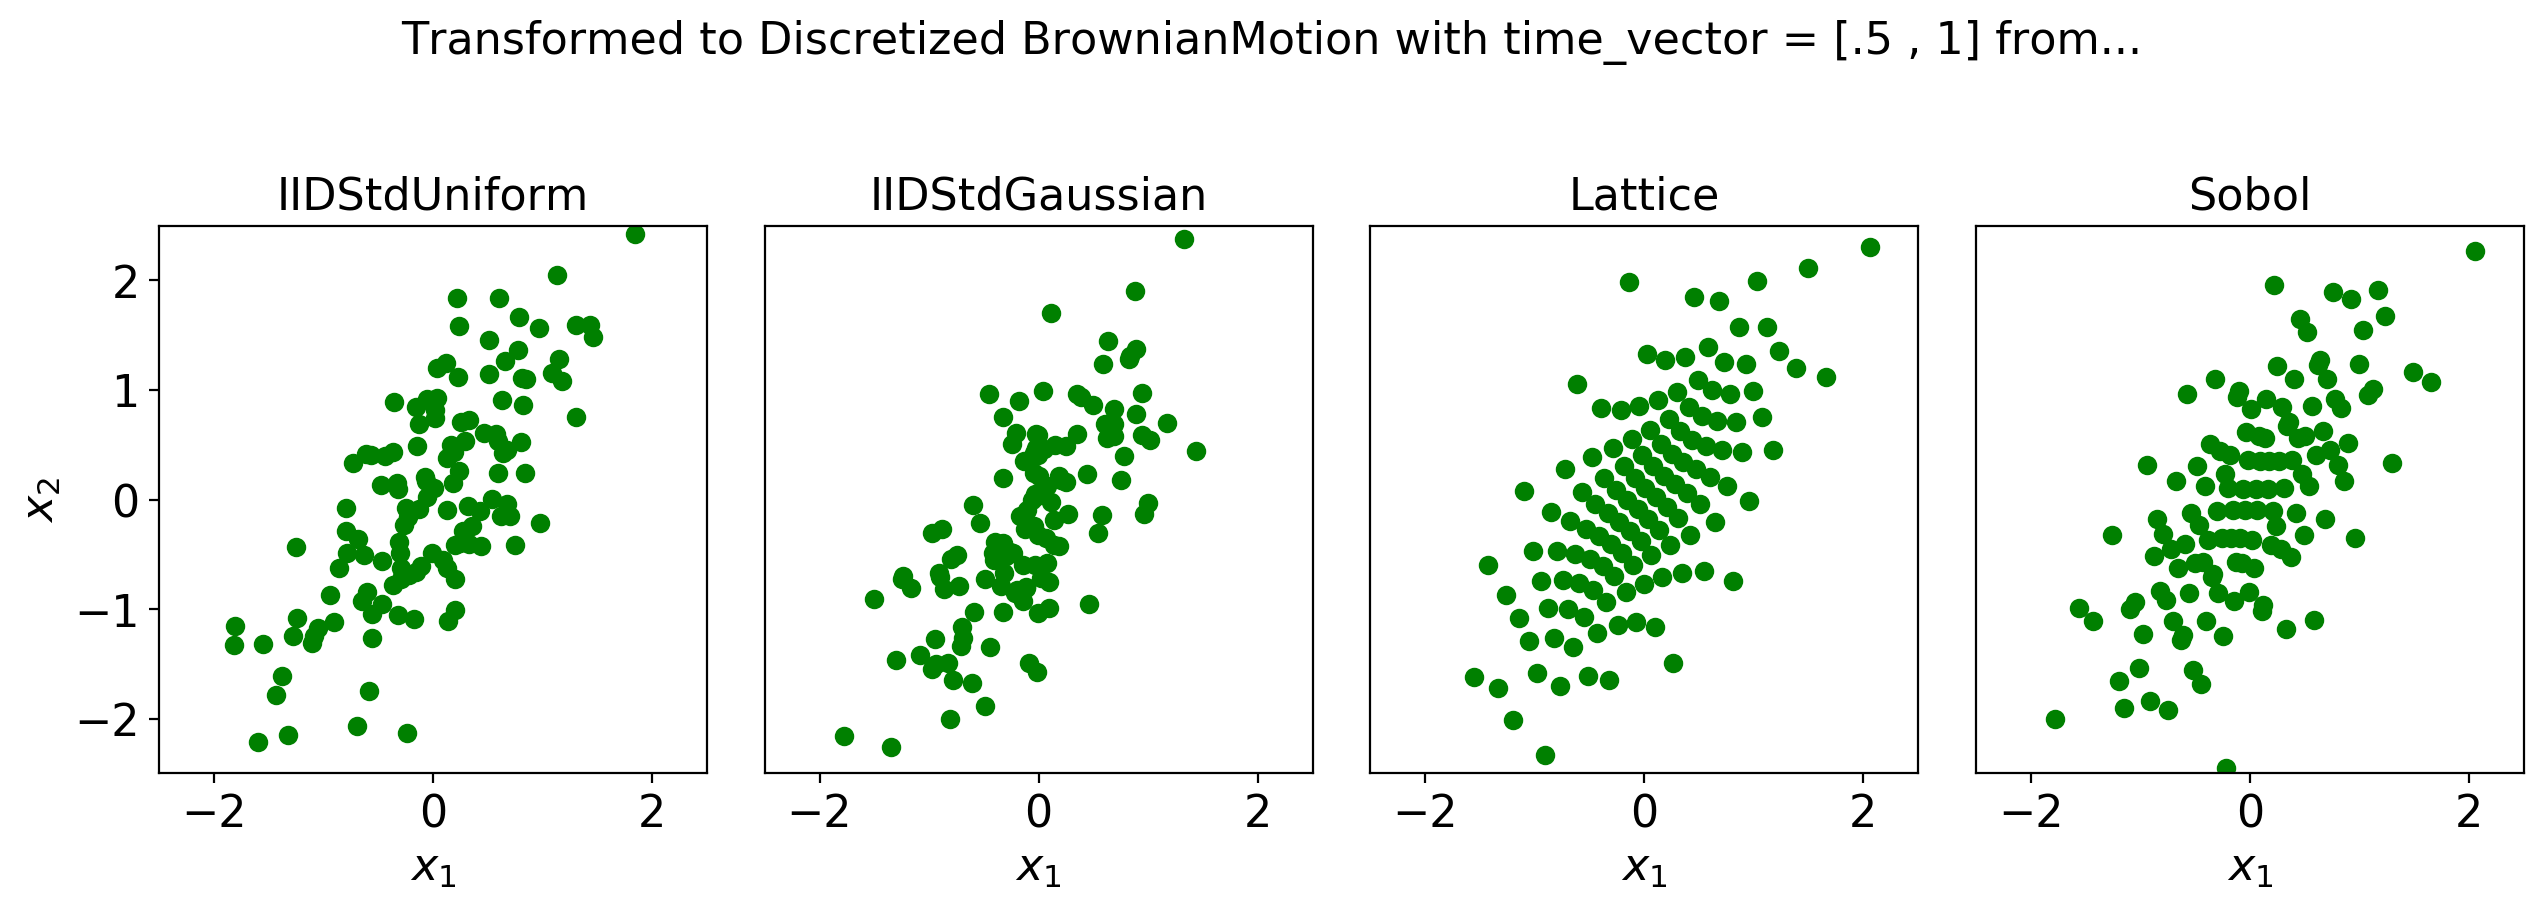 Transformed to Discretized BrownianMotion with time_vector = [.5 , 1] from...
IIDStdUniform IIDStdGaussian Lattice Sobol
2
1
0
−1
−2
x₂
−2 0 2 −2 0 2 −2 0 2 −2 0 2
x₁ x₁ x₁ x₁